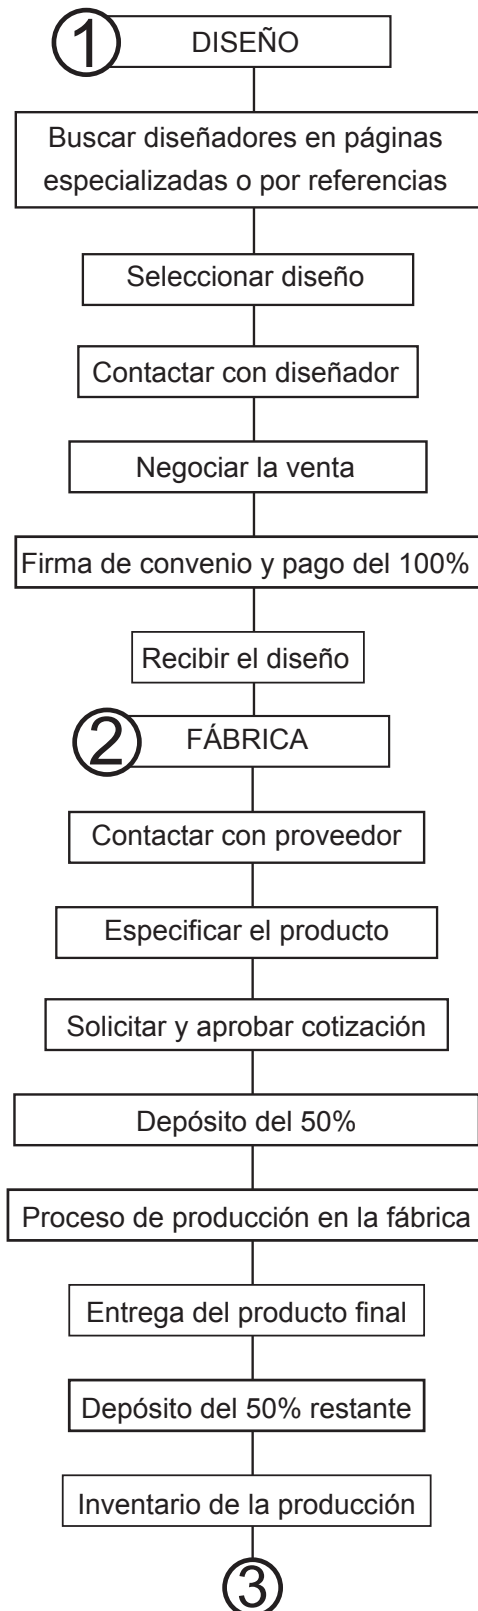 1 DISEÑO
Buscar diseñadores en páginas
especializadas o por referencias
Seleccionar diseño
Contactar con diseñador
Negociar la venta
Firma de convenio y pago del 100%
Recibir el diseño
2 FÁBRICA
Contactar con proveedor
Especificar el producto
Solicitar y aprobar cotización
Depósito del 50%
Proceso de producción en la fábrica
Entrega del producto final
Depósito del 50% restante
Inventario de la producción
3